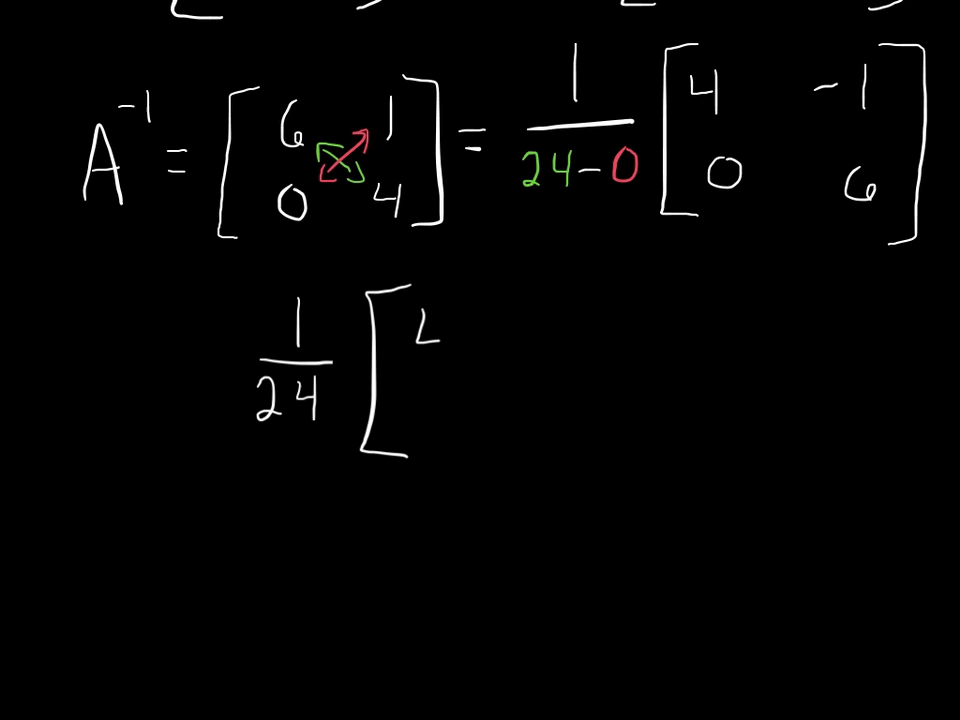 A⁻¹ = [6 1; 0 4] = 1/(24-0) [4 -1; 0 6]
1/24 [